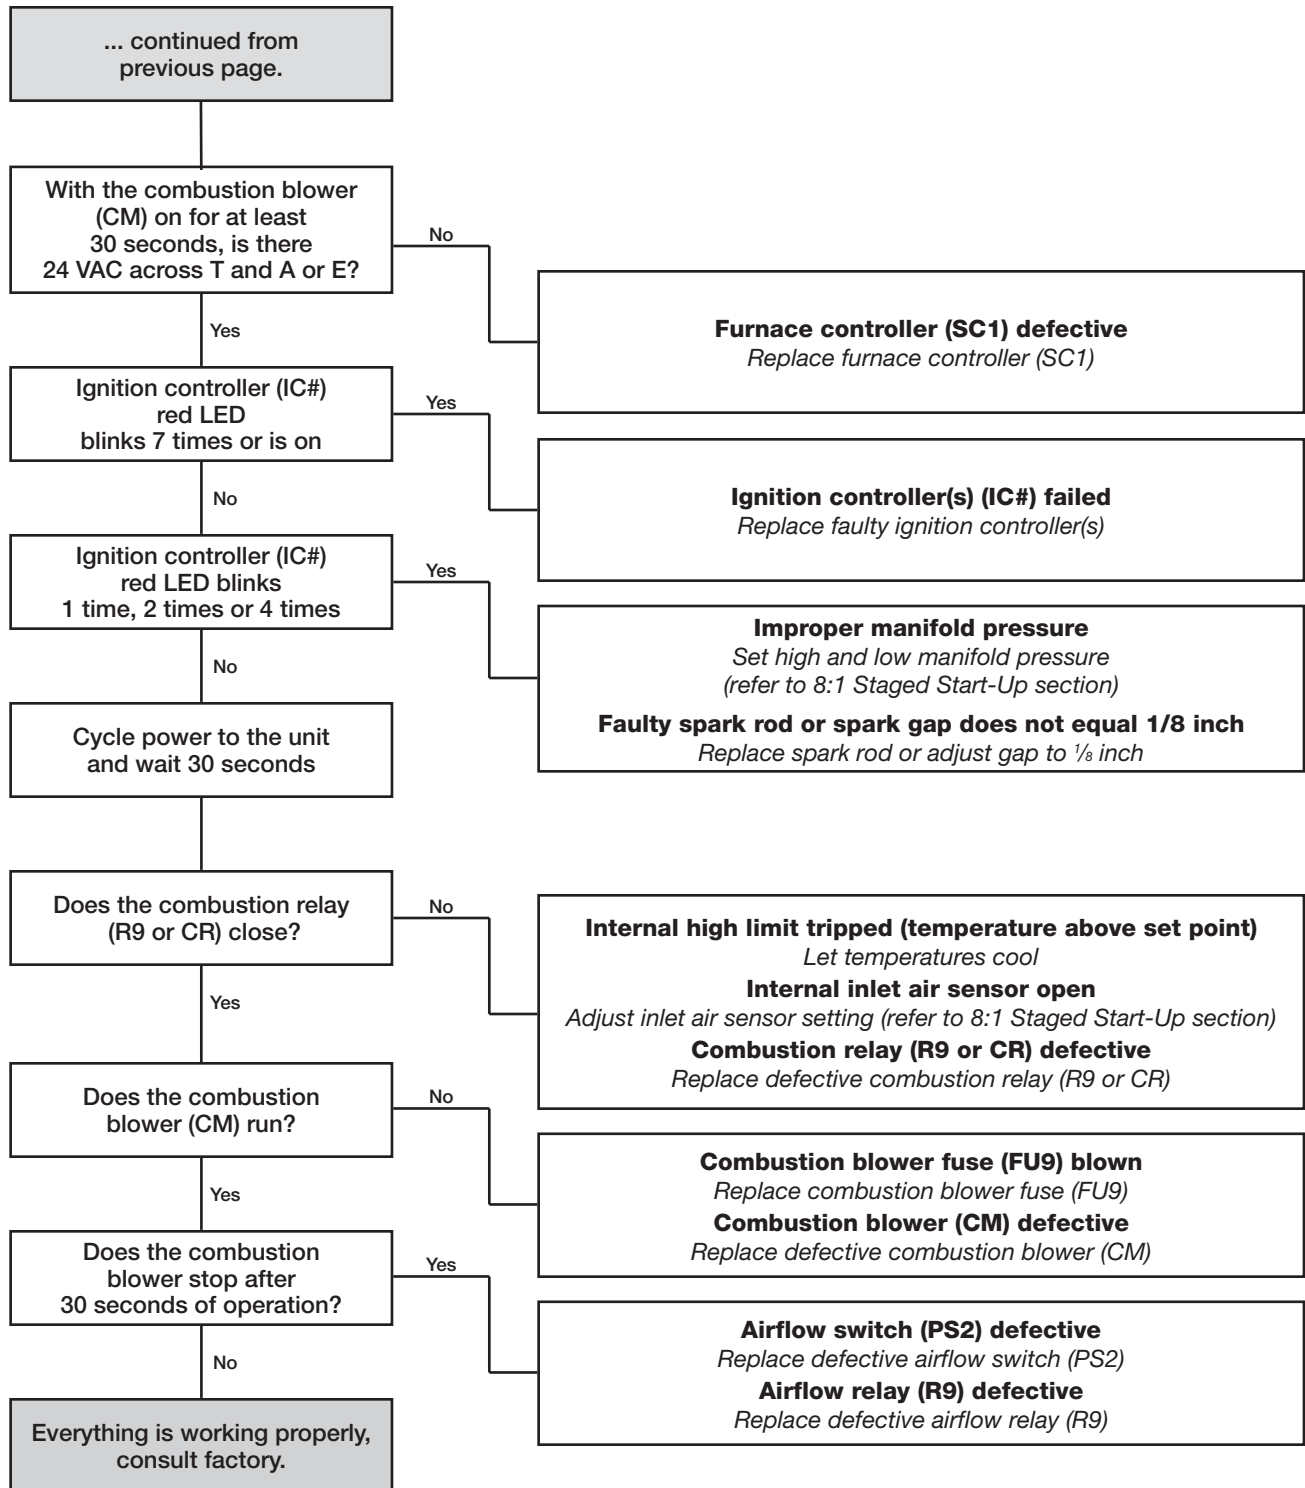 ... continued from
previous page.
With the combustion blower
(CM) on for at least
30 seconds, is there
24 VAC across T and A or E?
No
Furnace controller (SC1) defective
Replace furnace controller (SC1)
Yes
Ignition controller (IC#)
red LED
blinks 7 times or is on
Yes
Ignition controller(s) (IC#) failed
Replace faulty ignition controller(s)
No
Ignition controller (IC#)
red LED blinks
1 time, 2 times or 4 times
Yes
Improper manifold pressure
Set high and low manifold pressure
(refer to 8:1 Staged Start-Up section)
Faulty spark rod or spark gap does not equal 1/8 inch
Replace spark rod or adjust gap to 1⁄8 inch
No
Cycle power to the unit
and wait 30 seconds
Does the combustion relay
(R9 or CR) close?
No
Internal high limit tripped (temperature above set point)
Let temperatures cool
Internal inlet air sensor open
Adjust inlet air sensor setting (refer to 8:1 Staged Start-Up section)
Combustion relay (R9 or CR) defective
Replace defective combustion relay (R9 or CR)
Yes
Does the combustion
blower (CM) run?
No
Combustion blower fuse (FU9) blown
Replace combustion blower fuse (FU9)
Combustion blower (CM) defective
Replace defective combustion blower (CM)
Yes
Does the combustion
blower stop after
30 seconds of operation?
Yes
Airflow switch (PS2) defective
Replace defective airflow switch (PS2)
Airflow relay (R9) defective
Replace defective airflow relay (R9)
No
Everything is working properly,
consult factory.